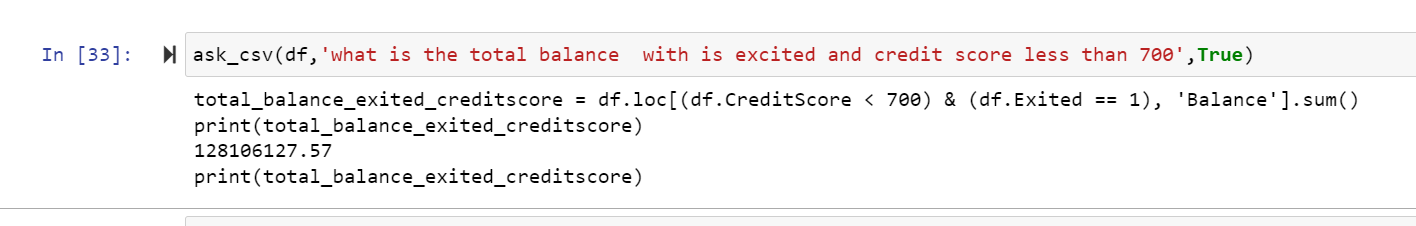 In [33]: ask_csv(df,'what is the total balance  with is excited and credit score less than 700',True)
total_balance_exited_creditscore = df.loc[(df.CreditScore < 700) & (df.Exited == 1), 'Balance'].sum()
print(total_balance_exited_creditscore)
128106127.57
print(total_balance_exited_creditscore)